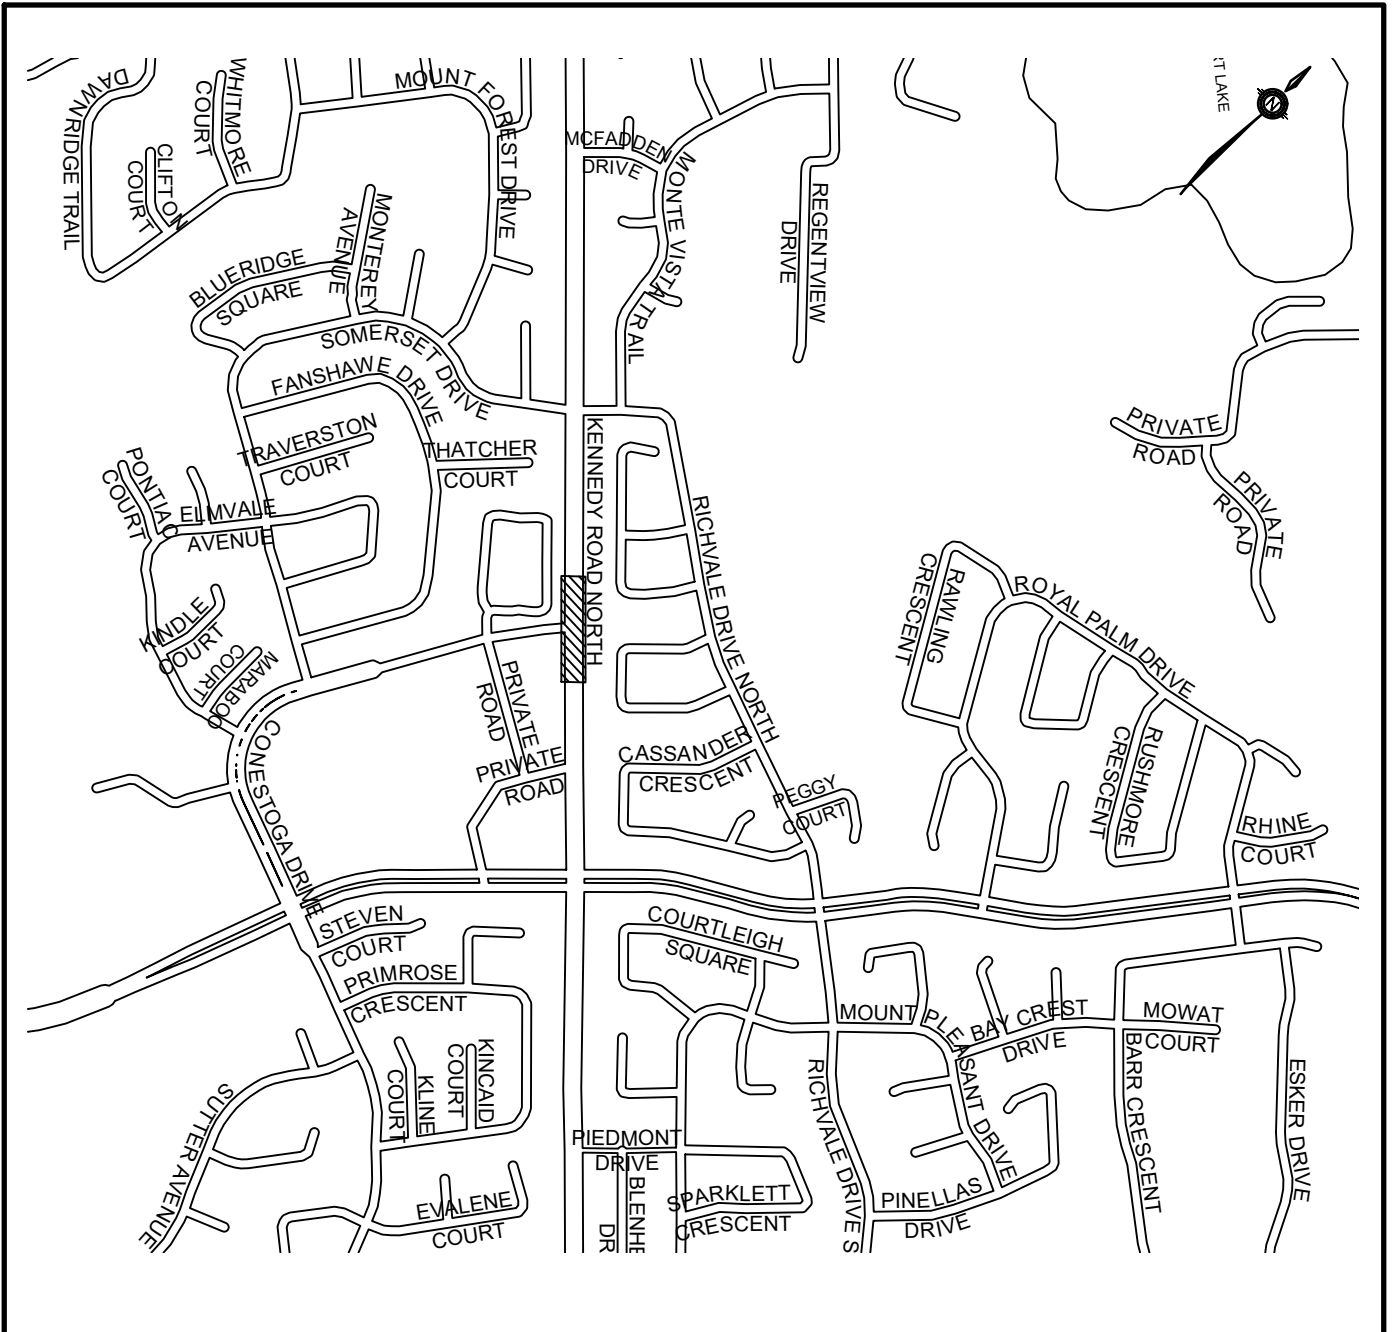 DAWNRIDGE TRAIL
WHITMORE
COURT
CLIFTON
COURT
MOUNT FOREST DRIVE
MCFADDEN
DRIVE
MONTE VISTA TRAIL
REGENTVIEW
DRIVE
RT LAKE
N
MONTEREY
AVENUE
BLUERIDGE
SQUARE
SOMERSET DRIVE
FANSHAWE DRIVE
TRAVERSTON
COURT
THATCHER
COURT
KENNEDY ROAD NORTH
PONTIAC
COURT
ELMVALE
AVENUE
PRIVATE
ROAD
PRIVATE
ROAD
RICHVALE DRIVE NORTH
RAWLING
CRESCENT
ROYAL PALM DRIVE
KINDLE
COURT
MARABOU
COURT
PRIVATE
ROAD
PRIVATE
ROAD
CONESTOGA DRIVE
CASSANDER
CRESCENT
PEGGY
COURT
RUSHMORE
CRESCENT
RHINE
COURT
STEVEN
COURT
COURTLEIGH
SQUARE
PRIMROSE
CRESCENT
MOUNT PLEASANT DRIVE
BAY CREST
DRIVE
MOWAT
COURT
KINCAID
COURT
KLINE
COURT
SUTTER AVENUE
RICHVALE DRIVE S
BARR CRESCENT
ESKER DRIVE
PIEDMONT
DRIVE
BLENHE
DR
SPARKLETT
CRESCENT
PINELLAS
DRIVE
EVALENE
COURT